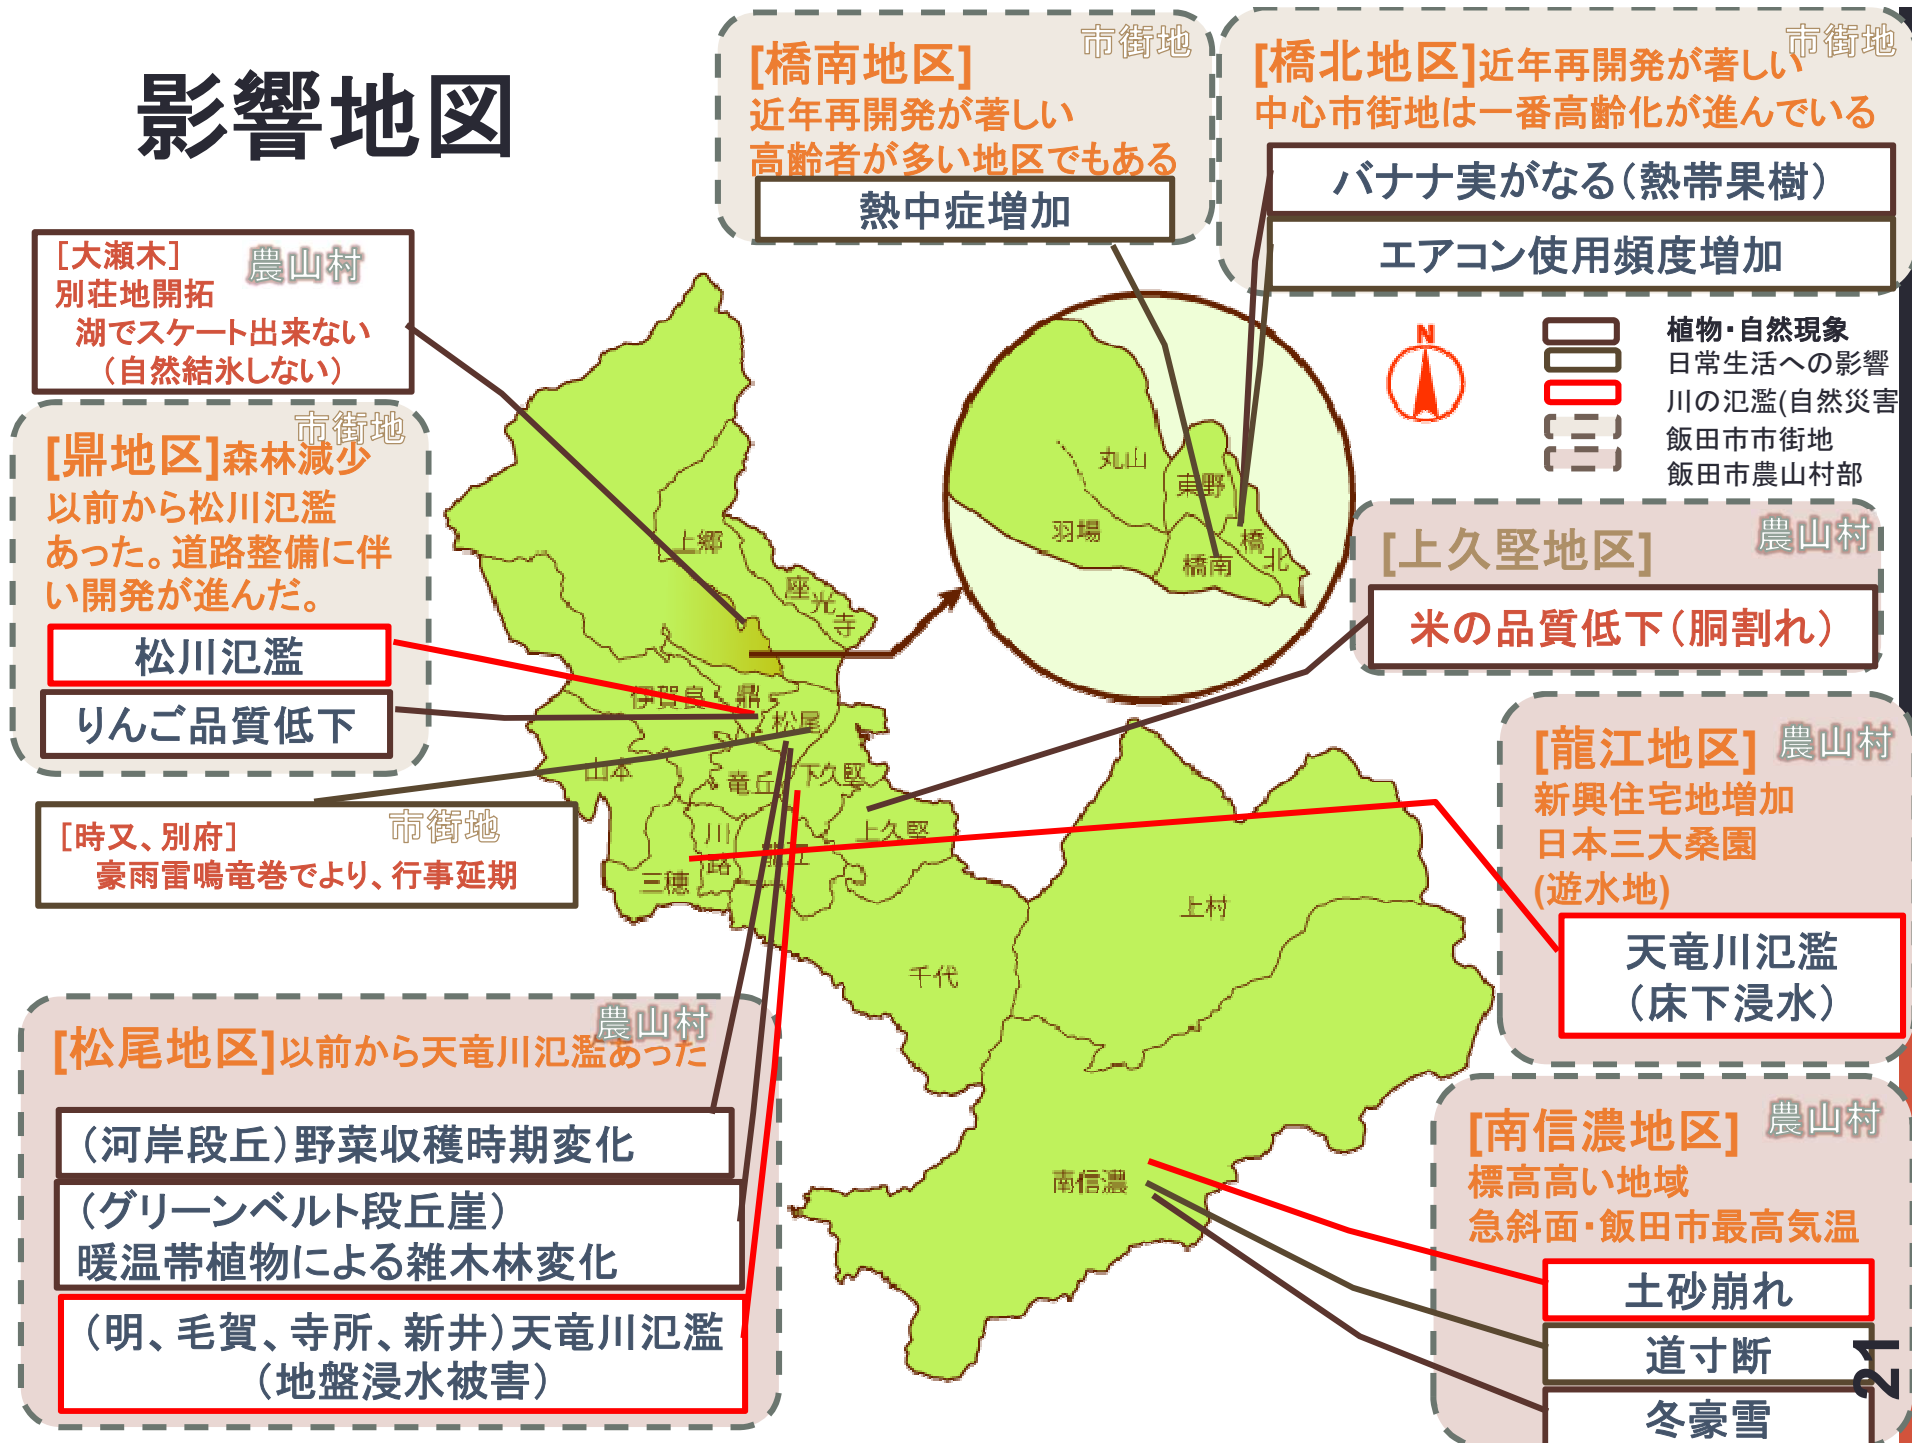 影響地図
市街地
[橋南地区]
近年再開発が著しい
高齢者が多い地区でもある
熱中症増加
市街地
[橋北地区]近年再開発が著しい
中心市街地は一番高齢化が進んでいる
バナナ実がなる（熱帯果樹）
エアコン使用頻度増加
[大瀬木]
農山村
別荘地開拓
湖でスケート出来ない
（自然結氷しない）
N
植物・自然現象
日常生活への影響
川の氾濫(自然災害
飯田市市街地
飯田市農山村部
市街地
[鼎地区]森林減少
以前から松川氾濫
あった。道路整備に伴
い開発が進んだ。
松川氾濫
りんご品質低下
丸山
東野
羽場
橋南
橋
北
上郷
座
光
寺
伊賀良
鼎
松尾
山本
竜丘
下久堅
川
路
龍江
上久堅
三穂
千代
上村
南信濃
農山村
[上久堅地区]
米の品質低下（胴割れ）
農山村
[龍江地区]
新興住宅地増加
日本三大桑園
(遊水地)
天竜川氾濫
（床下浸水）
市街地
[時又、別府]
豪雨雷鳴竜巻でより、行事延期
農山村
[松尾地区]以前から天竜川氾濫あった
（河岸段丘）野菜収穫時期変化
（グリーンベルト段丘崖）
暖温帯植物による雑木林変化
（明、毛賀、寺所、新井）天竜川氾濫
（地盤浸水被害）
農山村
[南信濃地区]
標高高い地域
急斜面・飯田市最高気温
土砂崩れ
道寸断
冬豪雪
21